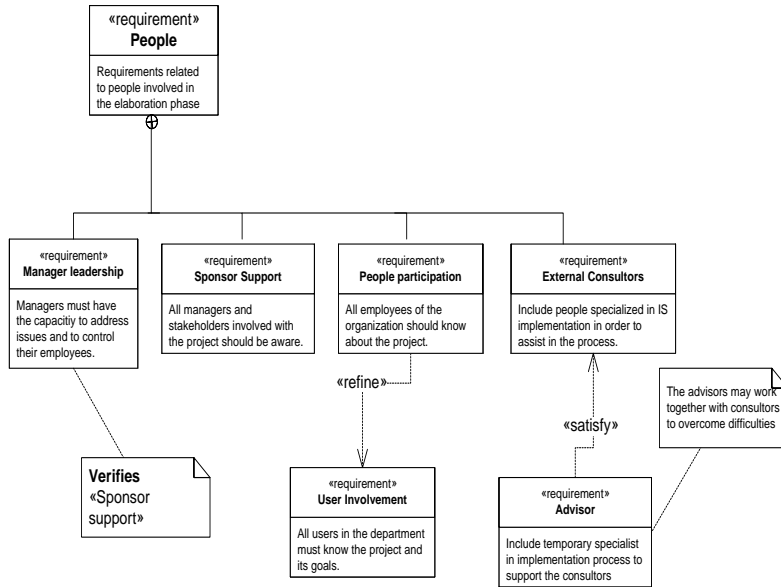 «requirement»
People
Requirements related
to people involved in
the elaboration phase
«requirement»
Manager leadership
Managers must have
the capacitiy to address
issues and to control
their employees.
«requirement»
Sponsor Support
All managers and
stakeholders involved with
the project should be aware.
«requirement»
People participation
All employees of the
organization should know
about the project.
«requirement»
External Consultors
Include people specialized in IS
implementation in order to
assist in the process.
«refine»
«satisfy»
The advisors may work
together with consultors
to overcome difficulties
Verifies
«Sponsor
support»
«requirement»
User Involvement
All users in the department
must know the project and
its goals.
«requirement»
Advisor
Include temporary specialist
in implementation process to
support the consultors